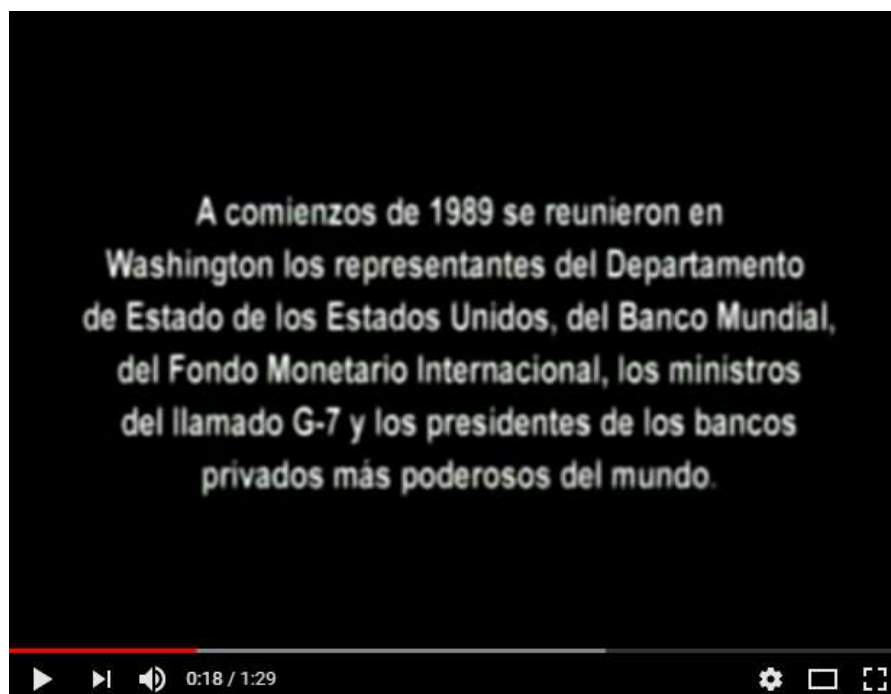 A comienzos de 1989 se reunieron en
Washington los representantes del Departamento
de Estado de los Estados Unidos, del Banco Mundial,
del Fondo Monetario Internacional, los ministros
del llamado G-7 y los presidentes de los bancos
privados más poderosos del mundo.
0:18 / 1:29